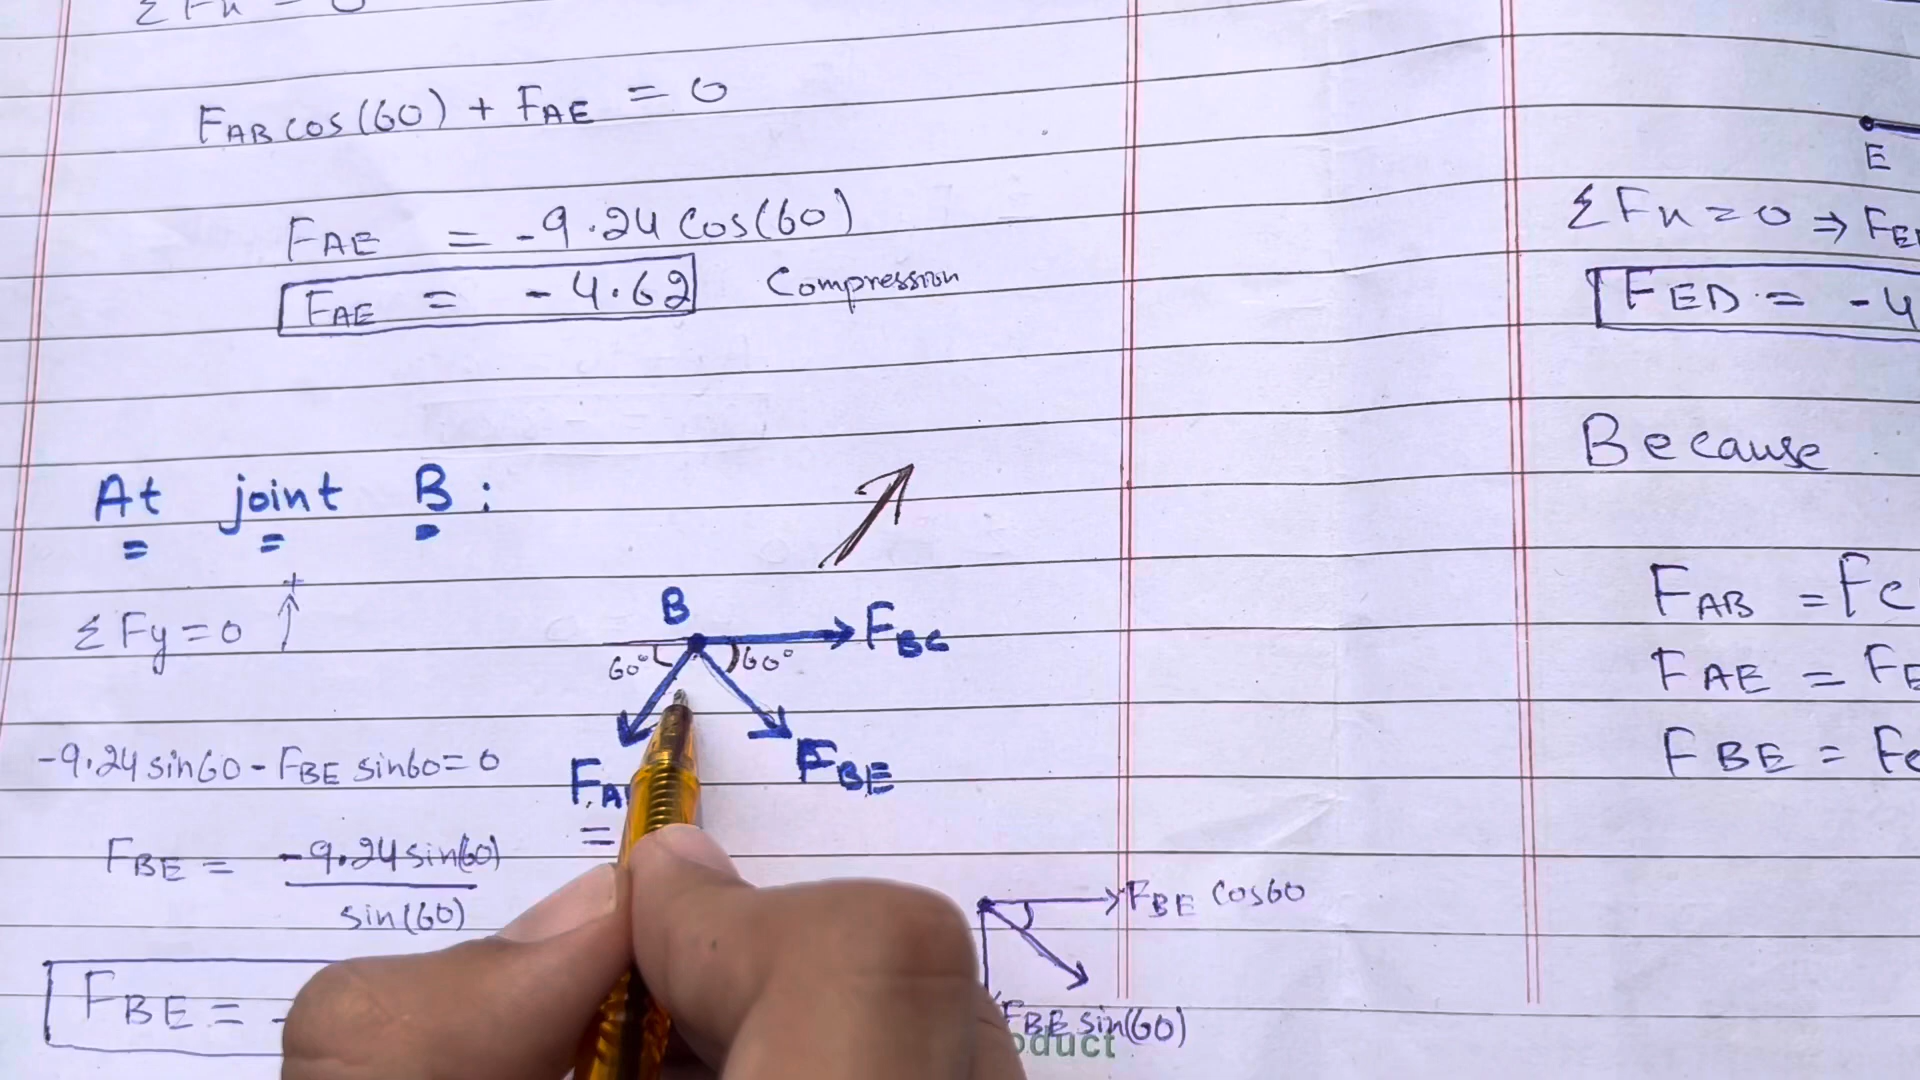 FAB cos(60) + FAE = 0
FAE = -9.24 cos(60)
FAE = -4.62 Compression
At joint B:
ΣFy=0 +
B
FBC
60°
60°
FBE
-9.24 sin60 - FBE sin60=0
FBE = -9.24 sin(60)
sin(60)
FBE = -
FBE cos60
FBE sin(60)
E
ΣFx=0 ⇒
FED = -4
Because
FAB =
FAE =
FBE =